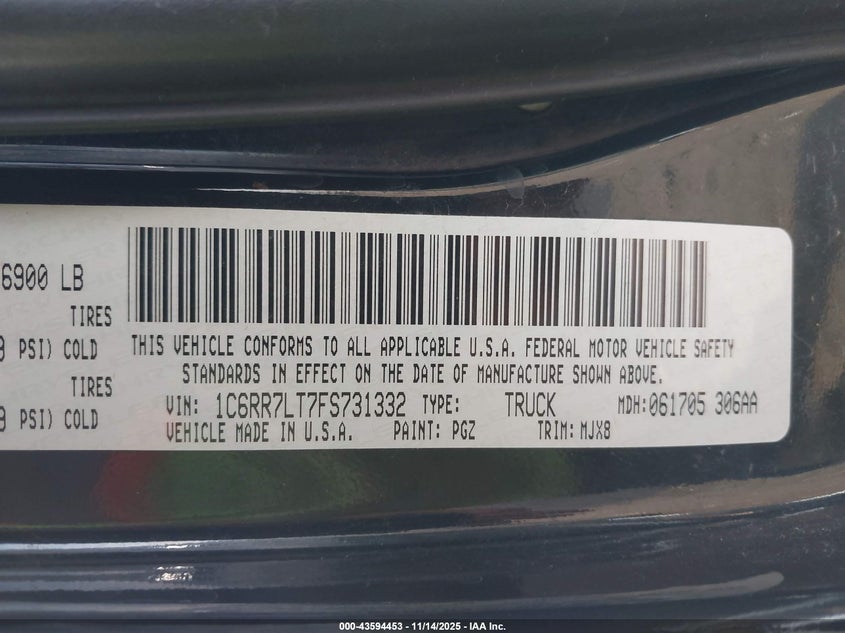 6900 LB
TIRES
PSI) COLD
TIRES
PSI) COLD
THIS VEHICLE CONFORMS TO ALL APPLICABLE U.S.A. FEDERAL MOTOR VEHICLE SAFETY
STANDARDS IN EFFECT ON THE DATE OF MANUFACTURE SHOWN ABOVE.
VIN: 1C6RR7LT7FS731332 TYPE: TRUCK MDH:061705 306AA
VEHICLE MADE IN U.S.A. PAINT: PGZ TRIM: MJX8
000-43594453 - 11/14/2025 - IAA Inc.